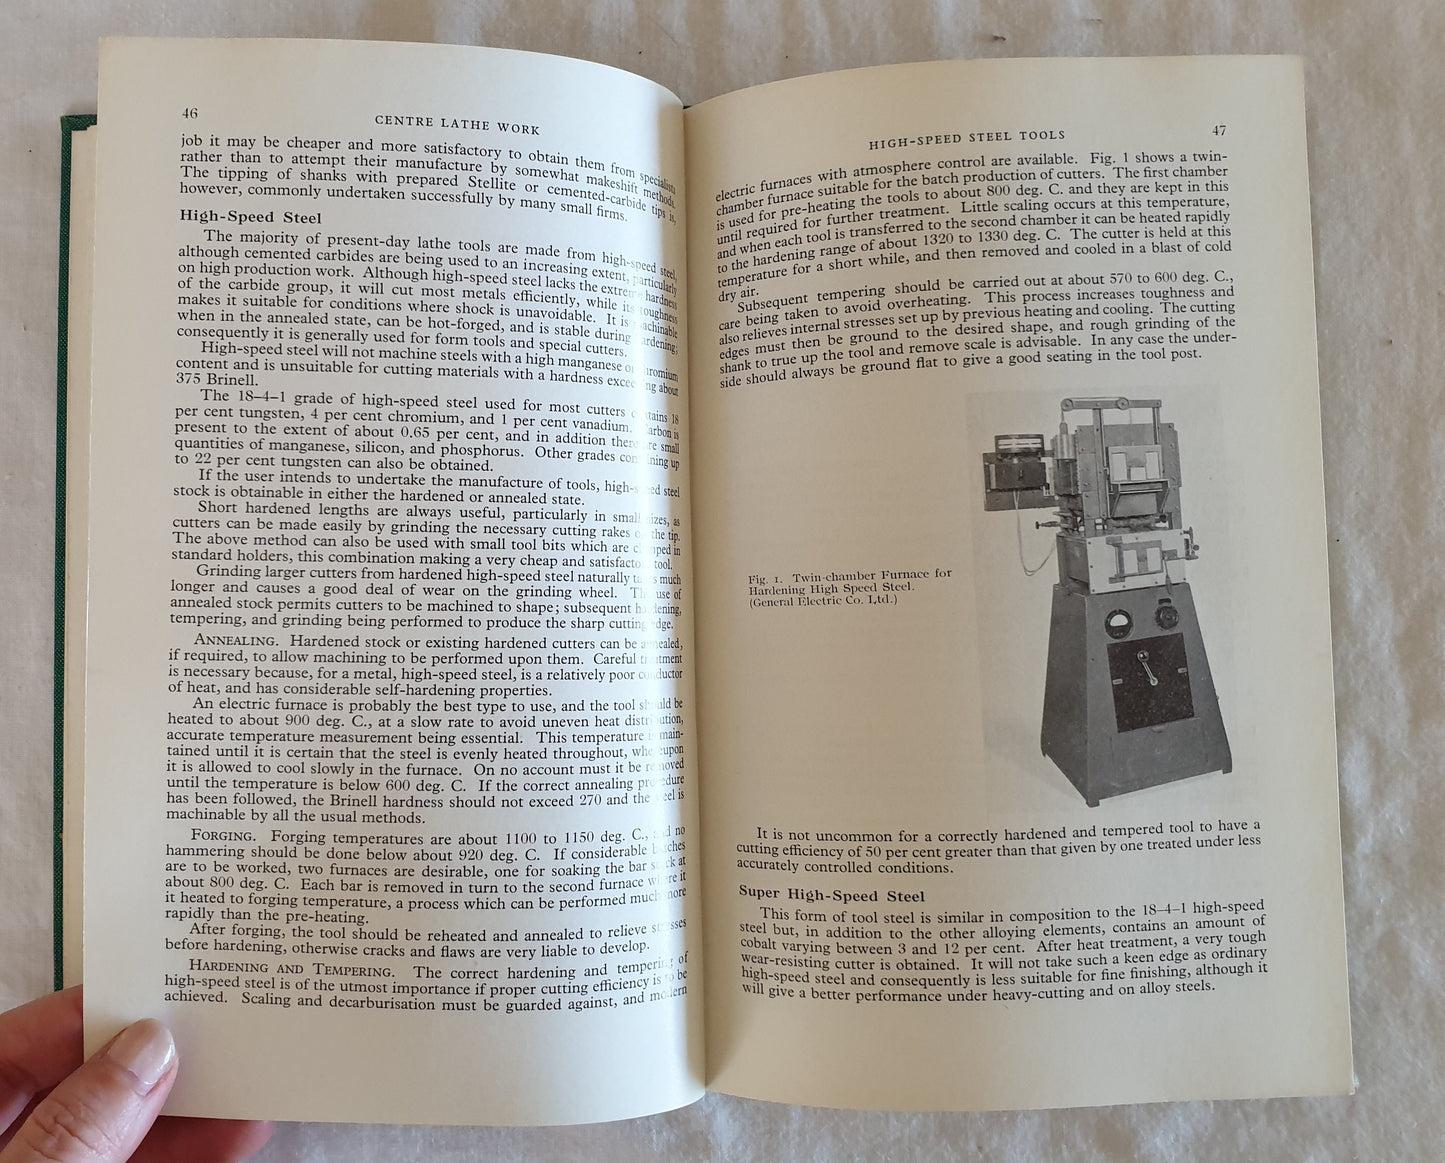 46
CENTRE LATHE WORK
job it may be cheaper and more satisfactory to obtain them from specialists
rather than to attempt their manufacture by somewhat makeshift methods.
The tipping of shanks with prepared Stellite or cemented-carbide tips is,
however, commonly undertaken successfully by many small firms.
High-Speed Steel
The majority of present-day lathe tools are made from high-speed steel,
although cemented carbides are being used to an increasing extent, particularly
on high production work. Although high-speed steel lacks the extreme hardness
of the carbide group, it will cut most metals efficiently, while its toughness
makes it suitable for conditions where shock is unavoidable. It is machinable
when in the annealed state, can be hot-forged, and is stable during hardening;
consequently it is generally used for form tools and special cutters.
High-speed steel will not machine steels with a high manganese or chromium
content and is unsuitable for cutting materials with a hardness exceeding about
375 Brinell.
The 18–4–1 grade of high-speed steel used for most cutters contains 18
per cent tungsten, 4 per cent chromium, and 1 per cent vanadium. Carbon is
present to the extent of about 0.65 per cent, and in addition there are small
quantities of manganese, silicon, and phosphorus. Other grades containing up
to 22 per cent tungsten can also be obtained.
If the user intends to undertake the manufacture of tools, high-speed steel
stock is obtainable in either the hardened or annealed state.
Short hardened lengths are always useful, particularly in small sizes, as
cutters can be made easily by grinding the necessary cutting rakes on the tip.
The above method can also be used with small tool bits which are clamped in
standard holders, this combination making a very cheap and satisfactory tool.
Grinding larger cutters from hardened high-speed steel naturally takes much
longer and causes a good deal of wear on the grinding wheel. The use of
annealed stock permits cutters to be machined to shape; subsequent hardening,
tempering, and grinding being performed to produce the sharp cutting edge.
ANNEALING. Hardened stock or existing hardened cutters can be annealed,
if required, to allow machining to be performed upon them. Careful treatment
is necessary because, for a metal, high-speed steel, is a relatively poor conductor
of heat, and has considerable self-hardening properties.
An electric furnace is probably the best type to use, and the tool should be
heated to about 900 deg. C., at a slow rate to avoid uneven heat distribution,
accurate temperature measurement being essential. This temperature is main-
tained until it is certain that the steel is evenly heated throughout, whereupon
it is allowed to cool slowly in the furnace. On no account must it be removed
until the temperature is below 600 deg. C. If the correct annealing procedure
has been followed, the Brinell hardness should not exceed 270 and the steel is
machinable by all the usual methods.
FORGING. Forging temperatures are about 1100 to 1150 deg. C., and no
hammering should be done below about 920 deg. C. If considerable batches
are to be worked, two furnaces are desirable, one for soaking the bar stock at
about 800 deg. C. Each bar is removed in turn to the second furnace where it
it heated to forging temperature, a process which can be performed much more
rapidly than the pre-heating.
After forging, the tool should be reheated and annealed to relieve stresses
before hardening, otherwise cracks and flaws are very liable to develop.
HARDENING AND TEMPERING. The correct hardening and tempering of
high-speed steel is of the utmost importance if proper cutting efficiency is to be
achieved. Scaling and decarburisation must be guarded against, and modern
HIGH-SPEED STEEL TOOLS
47
electric furnaces with atmosphere control are available. Fig. 1 shows a twin-
chamber furnace suitable for the batch production of cutters. The first chamber
is used for pre-heating the tools to about 800 deg. C. and they are kept in this
until required for further treatment. Little scaling occurs at this temperature,
and when each tool is transferred to the second chamber it can be heated rapidly
to the hardening range of about 1320 to 1330 deg. C. The cutter is held at this
temperature for a short while, and then removed and cooled in a blast of cold
dry air.
Subsequent tempering should be carried out at about 570 to 600 deg. C.,
care being taken to avoid overheating. This process increases toughness and
also relieves internal stresses set up by previous heating and cooling. The cutting
edges must then be ground to the desired shape, and rough grinding of the
shank to true up the tool and remove scale is advisable. In any case the under-
side should always be ground flat to give a good seating in the tool post.
Fig. 1. Twin-chamber Furnace for
Hardening High Speed Steel.
(General Electric Co. Ltd.)
It is not uncommon for a correctly hardened and tempered tool to have a
cutting efficiency of 50 per cent greater than that given by one treated under less
accurately controlled conditions.
Super High-Speed Steel
This form of tool steel is similar in composition to the 18–4–1 high-speed
steel but, in addition to the other alloying elements, contains an amount of
cobalt varying between 3 and 12 per cent. After heat treatment, a very tough
wear-resisting cutter is obtained. It will not take such a keen edge as ordinary
high-speed steel and consequently is less suitable for fine finishing, although it
will give a better performance under heavy-cutting and on alloy steels.